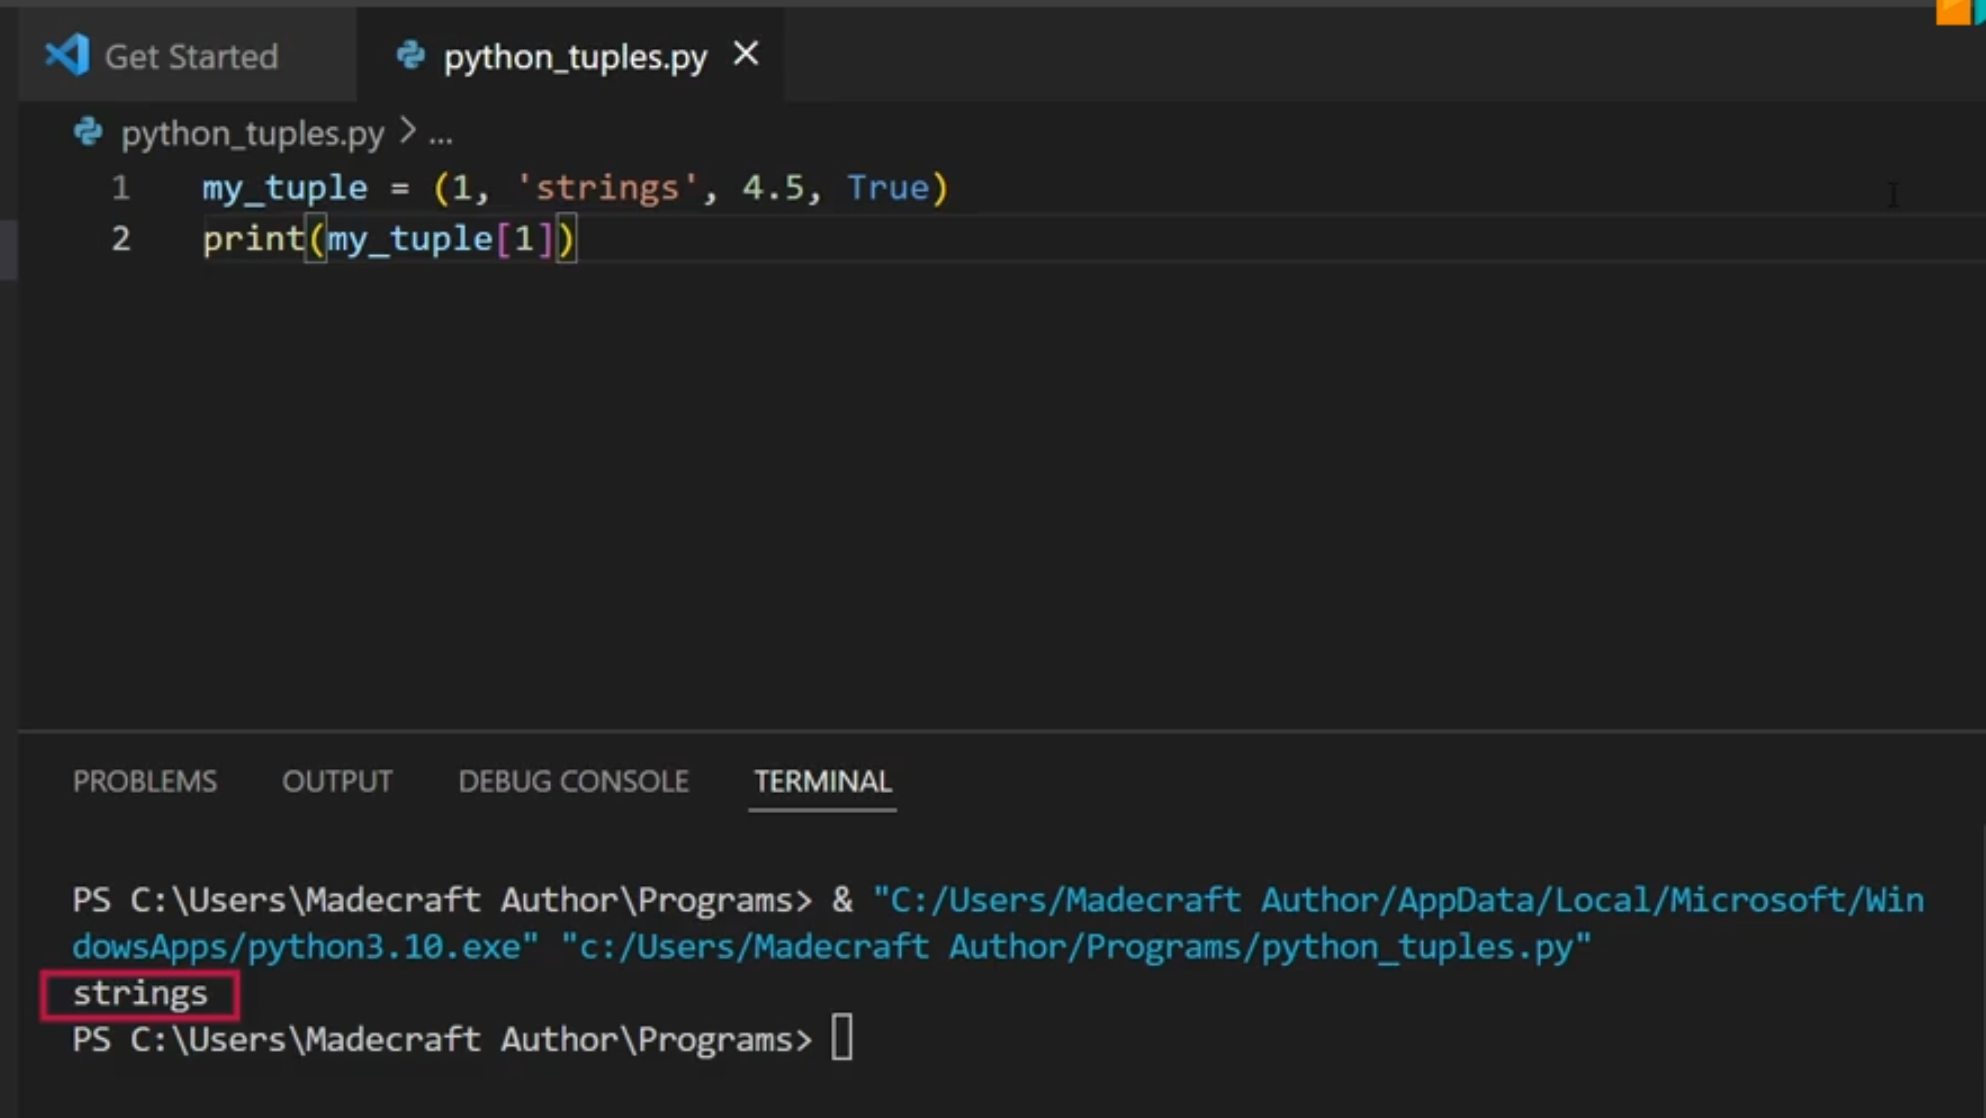 Get Started
python_tuples.py
python_tuples.py > ...
1 my_tuple = (1, 'strings', 4.5, True)
2 print(my_tuple[1])
PROBLEMS OUTPUT DEBUG CONSOLE TERMINAL
PS C:\Users\Madecraft Author\Programs> & "C:/Users/Madecraft Author/AppData/Local/Microsoft/Win
dowsApps/python3.10.exe" "c:/Users/Madecraft Author/Programs/python_tuples.py"
strings
PS C:\Users\Madecraft Author\Programs>